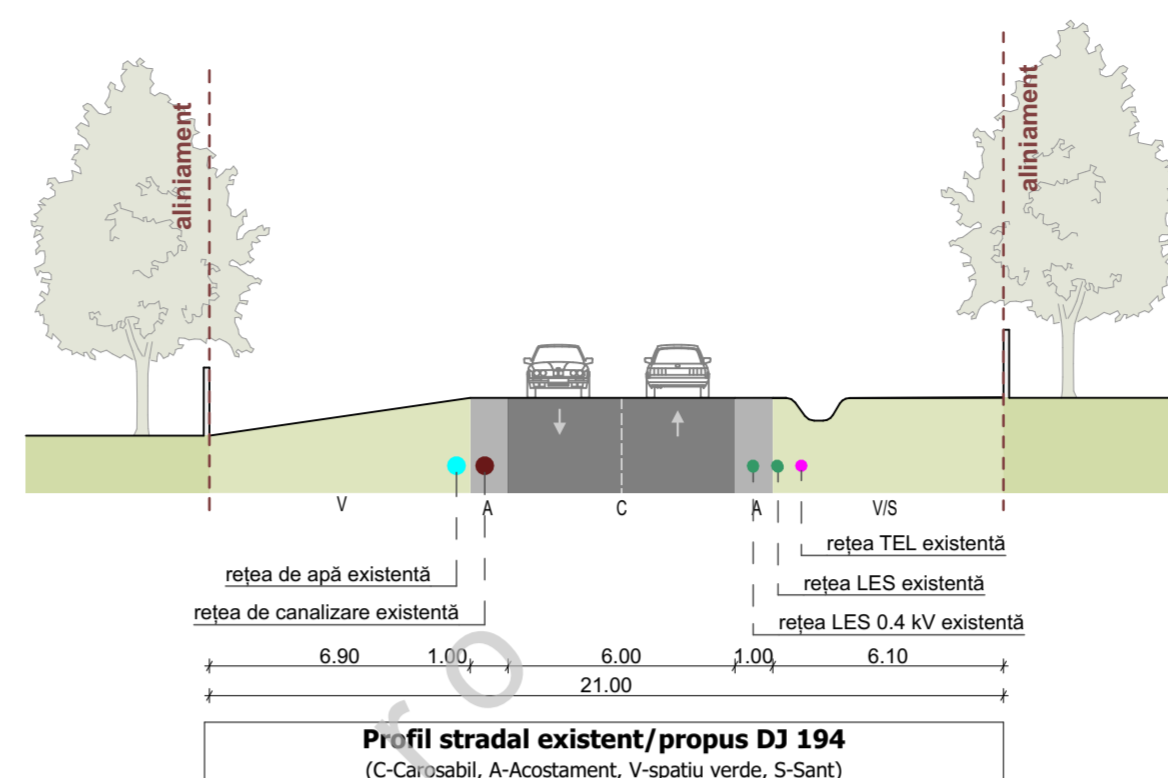 aliniament
aliniament
V A C A V/S
rețea TEL existentă
rețea de apă existentă
rețea LES existentă
rețea de canalizare existentă
rețea LES 0.4 kV existentă
6.90 1.00 6.00 1.00 6.10
21.00
r o
Profil stradal existent/propus DJ 194
(C-Carosabil, A-Acostament, V-spatiu verde, S-Sant)